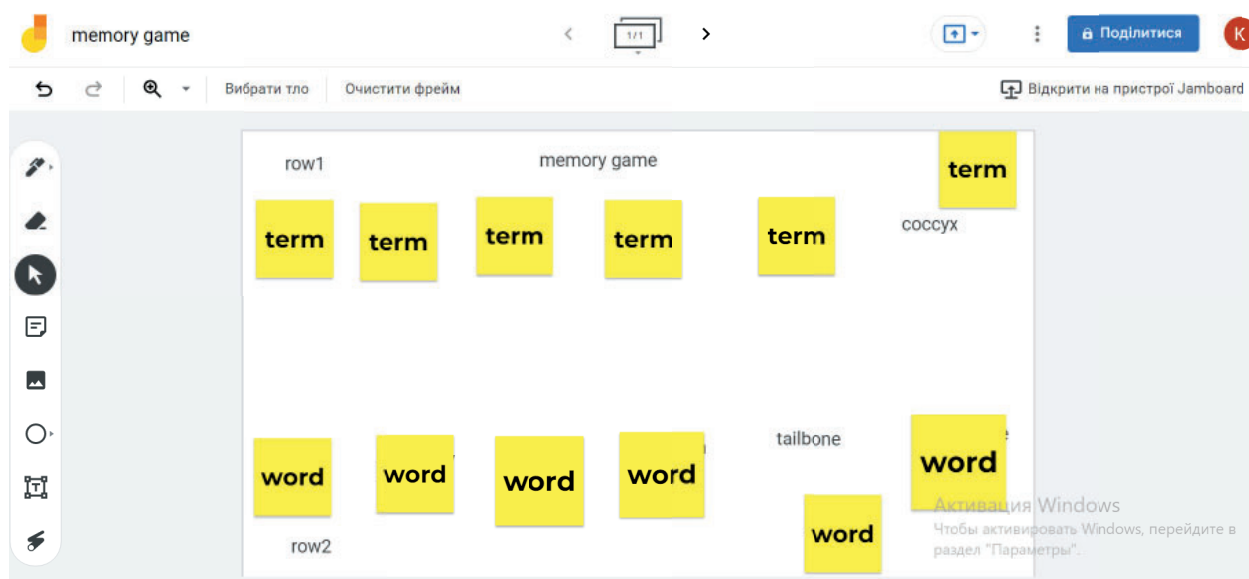 memory game
1/1
Поділитися
К
Вибрати тло
Очистити фрейм
Відкрити на пристрої Jamboard
row1
memory game
term
term
term
term
term
term
coccyx
tailbone
word
word
word
word
word
word
row2
Активация Windows
Чтобы активировать Windows, перейдите в
раздел "Параметры".